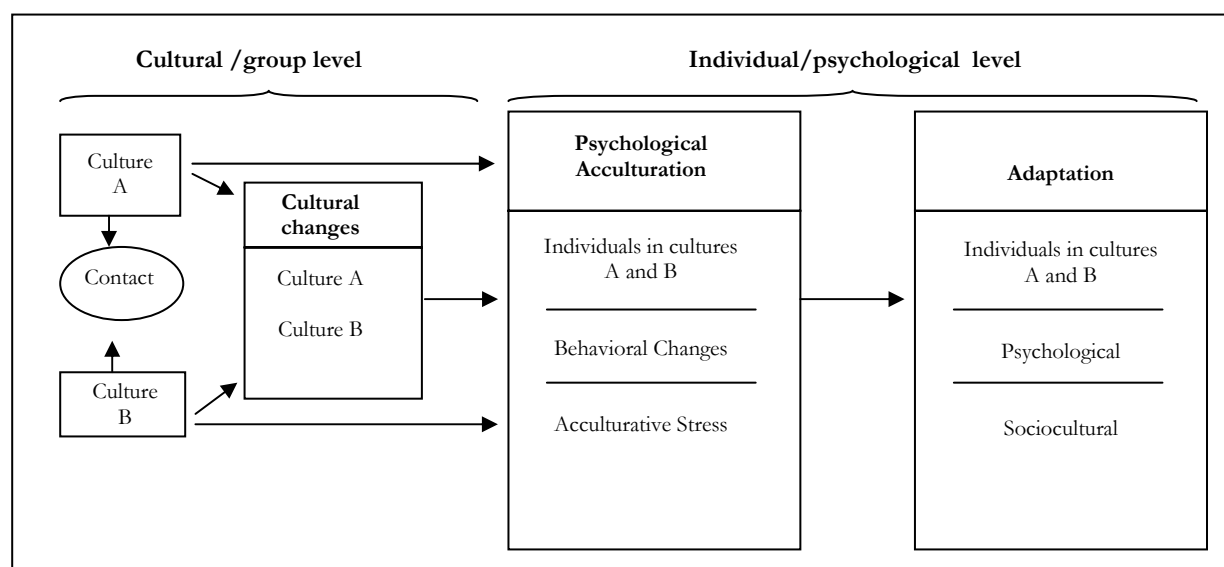 Cultural /group level
Individual/psychological level
Culture
A
Contact
Culture
B
Cultural
changes
Culture A
Culture B
Psychological
Acculturation
Individuals in cultures
A and B
Behavioral Changes
Acculturative Stress
Adaptation
Individuals in cultures
A and B
Psychological
Sociocultural